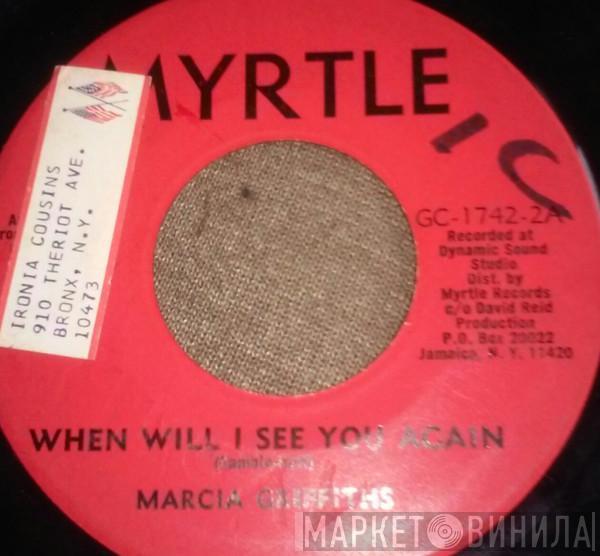 MYRTLE
IRONIA COUSINS
910 THERIOT AVE.
BRONX, N.Y.
10473
GC-1742-2A
Recorded at
Dynamic Sound
Studio
Dist. by
Myrtle Records
c/o David Reid
Production
P.O. Box 20022
Jamaica, N. Y. 11420
WHEN WILL I SEE YOU AGAIN
MARCIA GRIFFITHS
МАРКЕТ ВИНИЛА